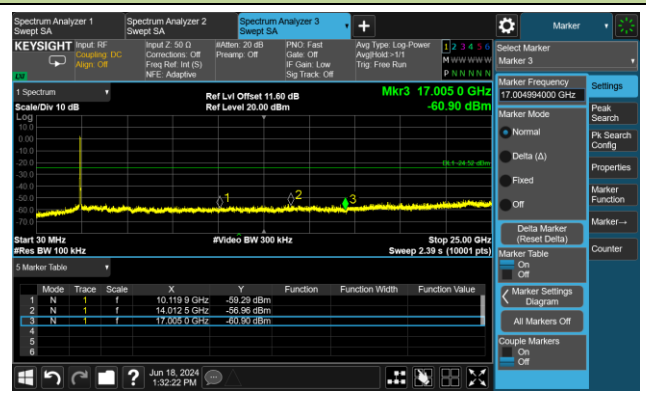 Spectrum Analyzer 1
Swept SA
Spectrum Analyzer 2
Swept SA
Spectrum Analyzer 3
Swept SA
Marker
KEYSIGHT
Input: RF
Coupling: DC
Align: Off
Input Z: 50 Ω
Corrections: Off
Freq Ref: Int (S)
NFE: Adaptive
#Atten: 20 dB
Preamp: Off
PNO: Fast
Gate: Off
IF Gain: Low
Sig Track: Off
Avg Type: Log-Power
Avg|Hold:>1/1
Trig: Free Run
1 2 3 4 5 6
M W W W W W
P N N N N N
LW
Select Marker
Marker 3
1 Spectrum
Scale/Div 10 dB
Ref Lvl Offset 11.60 dB
Ref Level 20.00 dBm
Mkr3 17.005 0 GHz
-60.90 dBm
Log
10.0
0.00
-10.0
-20.0
-30.0
-40.0
-50.0
-60.0
-70.0
DL1 -24.52 dBm
1
2
3
Start 30 MHz
#Res BW 100 kHz
#Video BW 300 kHz
Stop 25.00 GHz
Sweep 2.39 s (10001 pts)
Marker Frequency
17.004994000 GHz
Marker Mode
Normal
Delta (Δ)
Fixed
Off
Delta Marker
(Reset Delta)
Marker Table
On
Off
Marker Settings
Diagram
All Markers Off
Couple Markers
On
Off
Settings
Peak
Search
Pk Search
Config
Properties
Marker
Function
Marker→
Counter
5 Marker Table
Mode Trace Scale X Y Function Function Width Function Value
1 N 1 f 10.119 9 GHz -59.29 dBm
2 N 1 f 14.012 5 GHz -56.96 dBm
3 N 1 f 17.005 0 GHz -60.90 dBm
4
5
6
?
Jun 18, 2024
1:32:22 PM